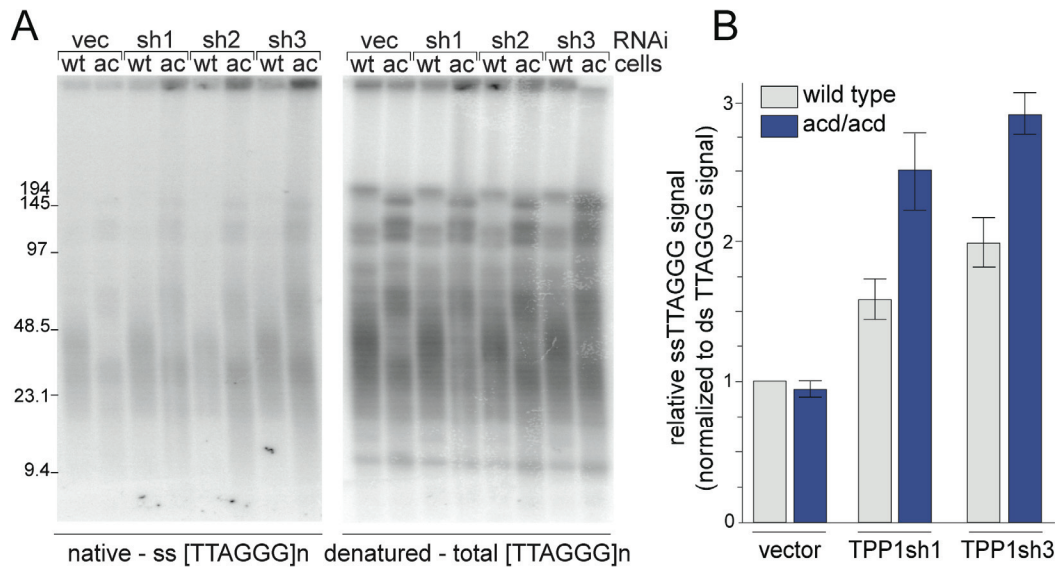 A
vec sh1 sh2 sh3 vec sh1 sh2 sh3 RNAi
wt ac wt ac wt ac wt ac wt ac wt ac wt ac wt ac cells
194
145
97
48.5
23.1
9.4
native - ss [TTAGGG]n denatured - total [TTAGGG]n
B
wild type
acd/acd
relative ssTTAGGG signal
(normalized to ds TTAGGG signal)
3
2
1
0
vector TPP1sh1 TPP1sh3